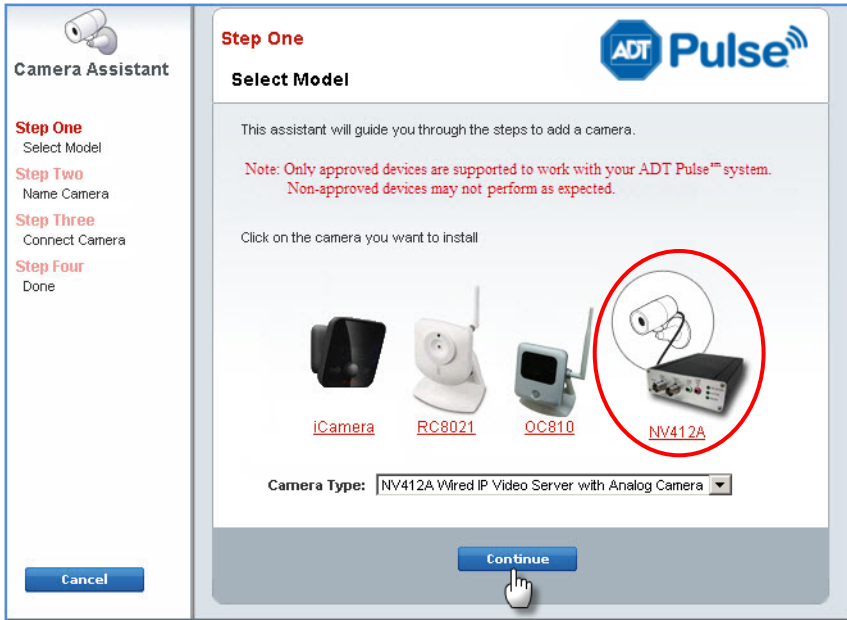 Camera Assistant
Step One
Select Model
Step Two
Name Camera
Step Three
Connect Camera
Step Four
Done
Cancel
Step One
Select Model
ADT Pulse
This assistant will guide you through the steps to add a camera.
Note: Only approved devices are supported to work with your ADT Pulse℠ system.
Non-approved devices may not perform as expected.
Click on the camera you want to install
iCamera RC8021 OC810 NV412A
Camera Type: NV412A Wired IP Video Server with Analog Camera
Continue